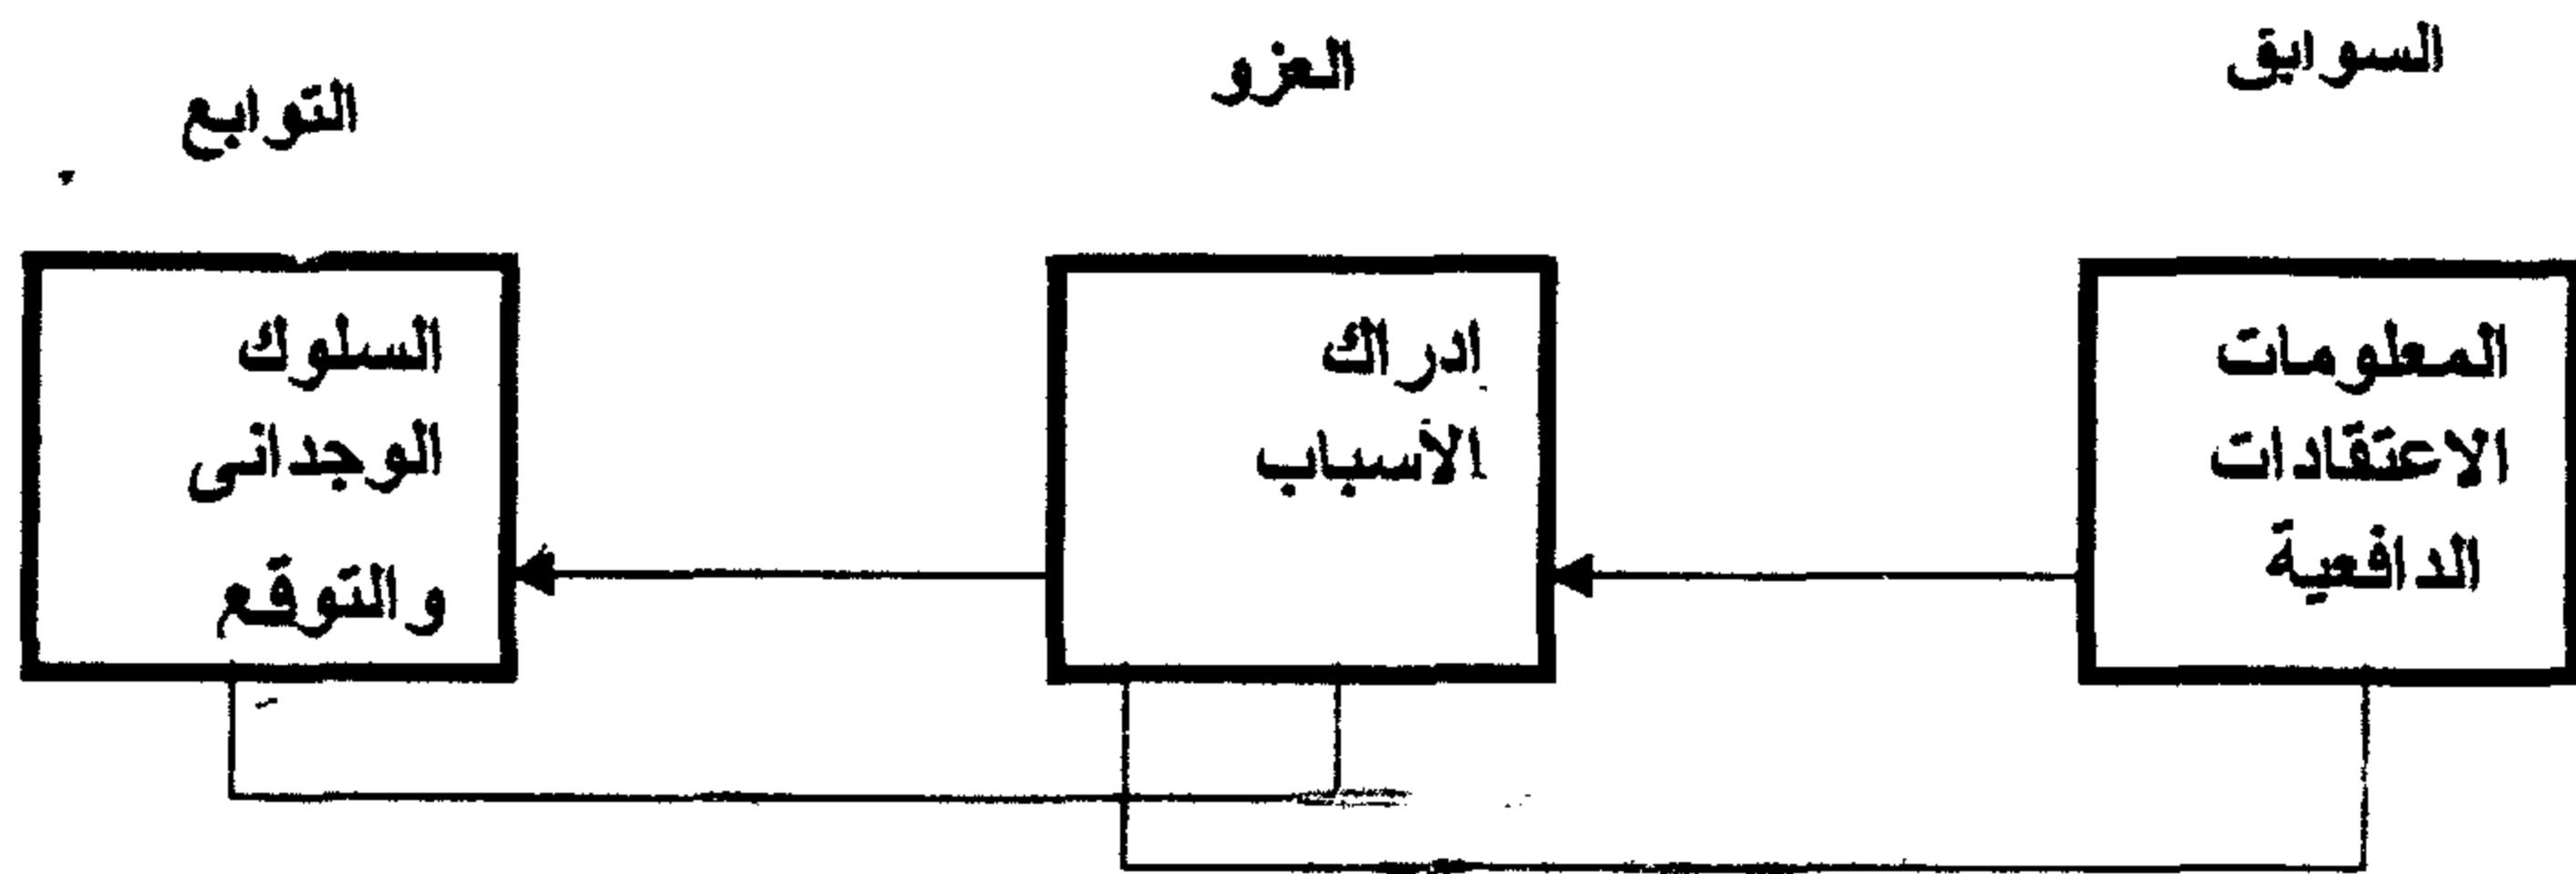 السوابق
العزو
التوابع
المعلومات
الاعتقادات
الدافعية
ادراك
الأسباب
السلوك
الوجدانى
والتوقع